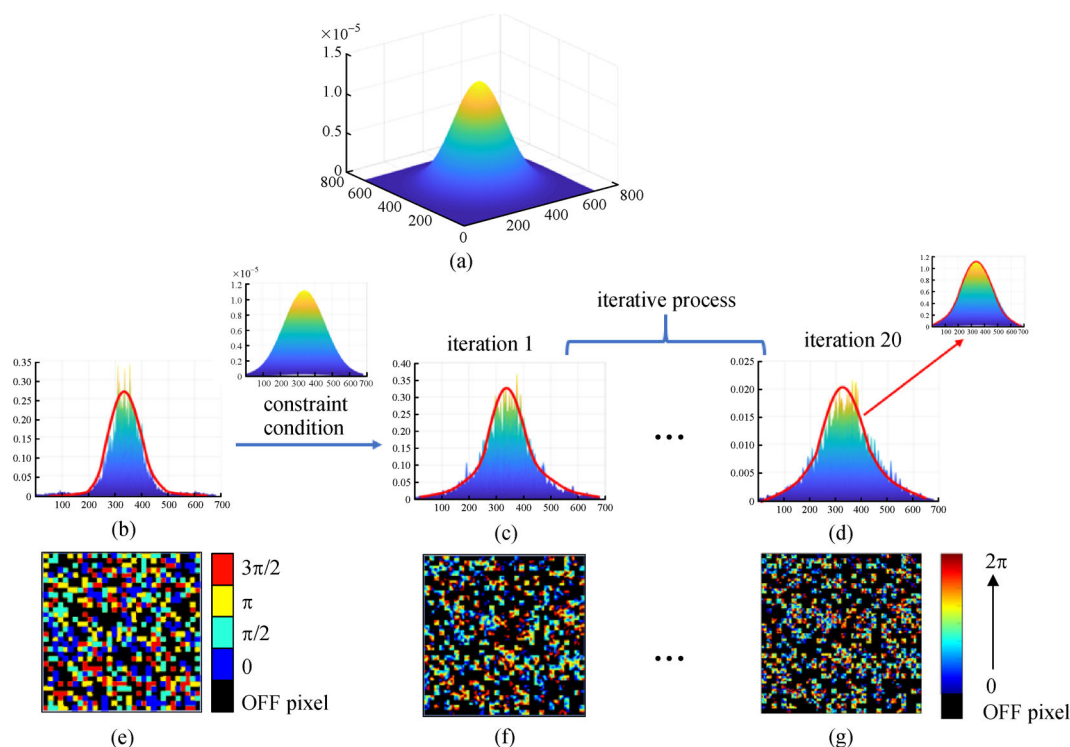 ×10⁻⁵
1.5
1.0
0.5
0
800
600
400
200
0
200
400
600
800
(a)
×10⁻⁵
1.2
1.0
0.8
0.6
0.4
0.2
0
100 200 300 400 500 600 700
constraint
condition
iterative process
iteration 1
iteration 20
1.2
1.0
0.8
0.6
0.4
0.2
0
100 200 300 400 500 600 700
0.35
0.30
0.25
0.20
0.15
0.10
0.05
0
100 200 300 400 500 600 700
(b)
0.40
0.35
0.30
0.25
0.20
0.15
0.10
0.05
0
100 200 300 400 500 600 700
(c)
0.025
0.020
0.015
0.010
0.005
0
100 200 300 400 500 600 700
(d)
3π/2
π
π/2
0
OFF pixel
(e)
(f)
2π
0
OFF pixel
(g)